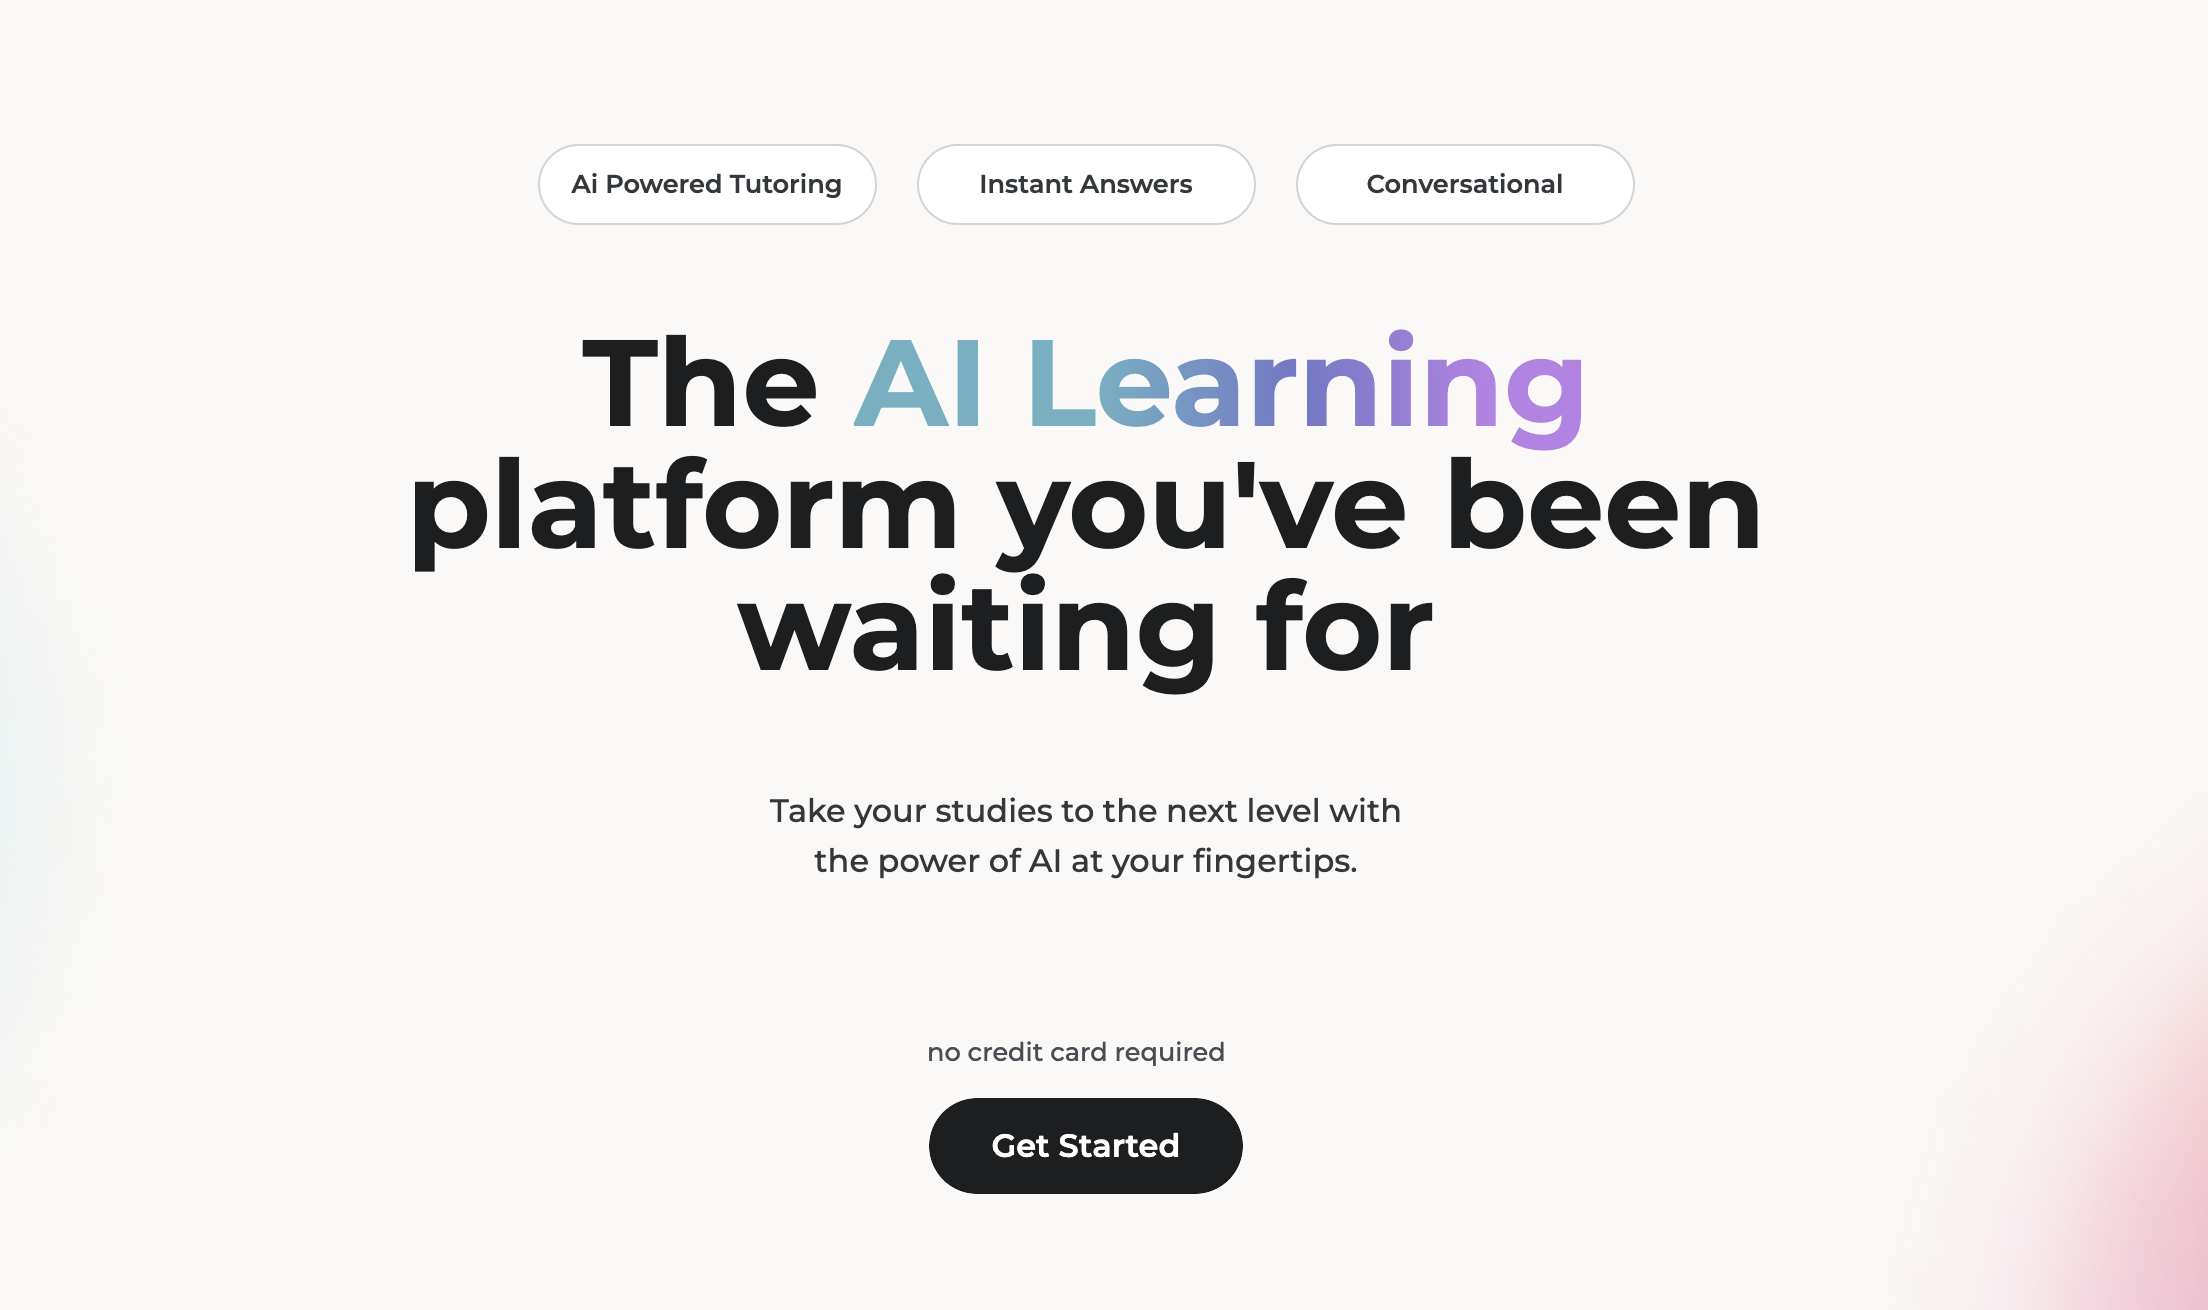 Ai Powered Tutoring
Instant Answers
Conversational
The AI Learning
platform you've been
waiting for
Take your studies to the next level with
the power of AI at your fingertips.
no credit card required
Get Started